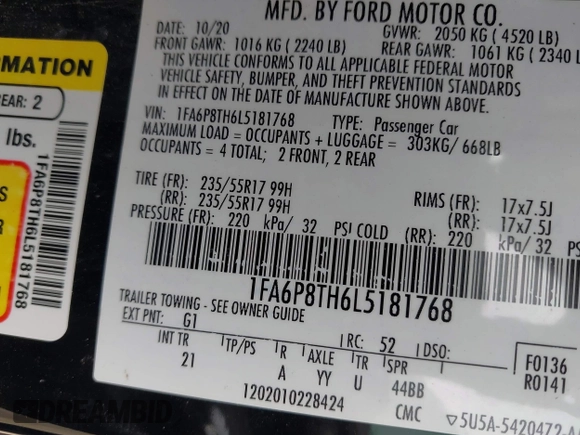 MFD. BY FORD MOTOR CO.
DATE: 10/20 GVWR: 2050 KG ( 4520 LB)
FRONT GAWR: 1016 KG ( 2240 LB) REAR GAWR: 1061 KG ( 2340 L
THIS VEHICLE CONFORMS TO ALL APPLICABLE FEDERAL MOTOR
VEHICLE SAFETY, BUMPER, AND THEFT PREVENTION STANDARDS
IN EFFECT ON THE DATE OF MANUFACTURE SHOWN ABOVE.
VIN: 1FA6P8TH6L5181768 TYPE: Passenger Car
MAXIMUM LOAD = OCCUPANTS + LUGGAGE = 303KG/ 668LB
OCCUPANTS = 4 TOTAL; 2 FRONT, 2 REAR
TIRE (FR): 235/55R17 99H RIMS (FR): 17x7.5J
(RR): 235/55R17 99H (RR): 17x7.5J
PRESSURE (FR): 220 kPa/ 32 PSI COLD (RR): 220 kPa/ 32 PS
1FA6P8TH6L5181768
TRAILER TOWING - SEE OWNER GUIDE
EXT PNT: G1 RC: 52 DSO: F0136
INT TR TP/PS R AXLE TR SPR R0141
21 A YY U 44BB
1202010228424 CMC 5U5A-5420472-A
RMATION
REAR: 2
lbs.
S
R
1FA6P8TH6L5181768
DREAMBID